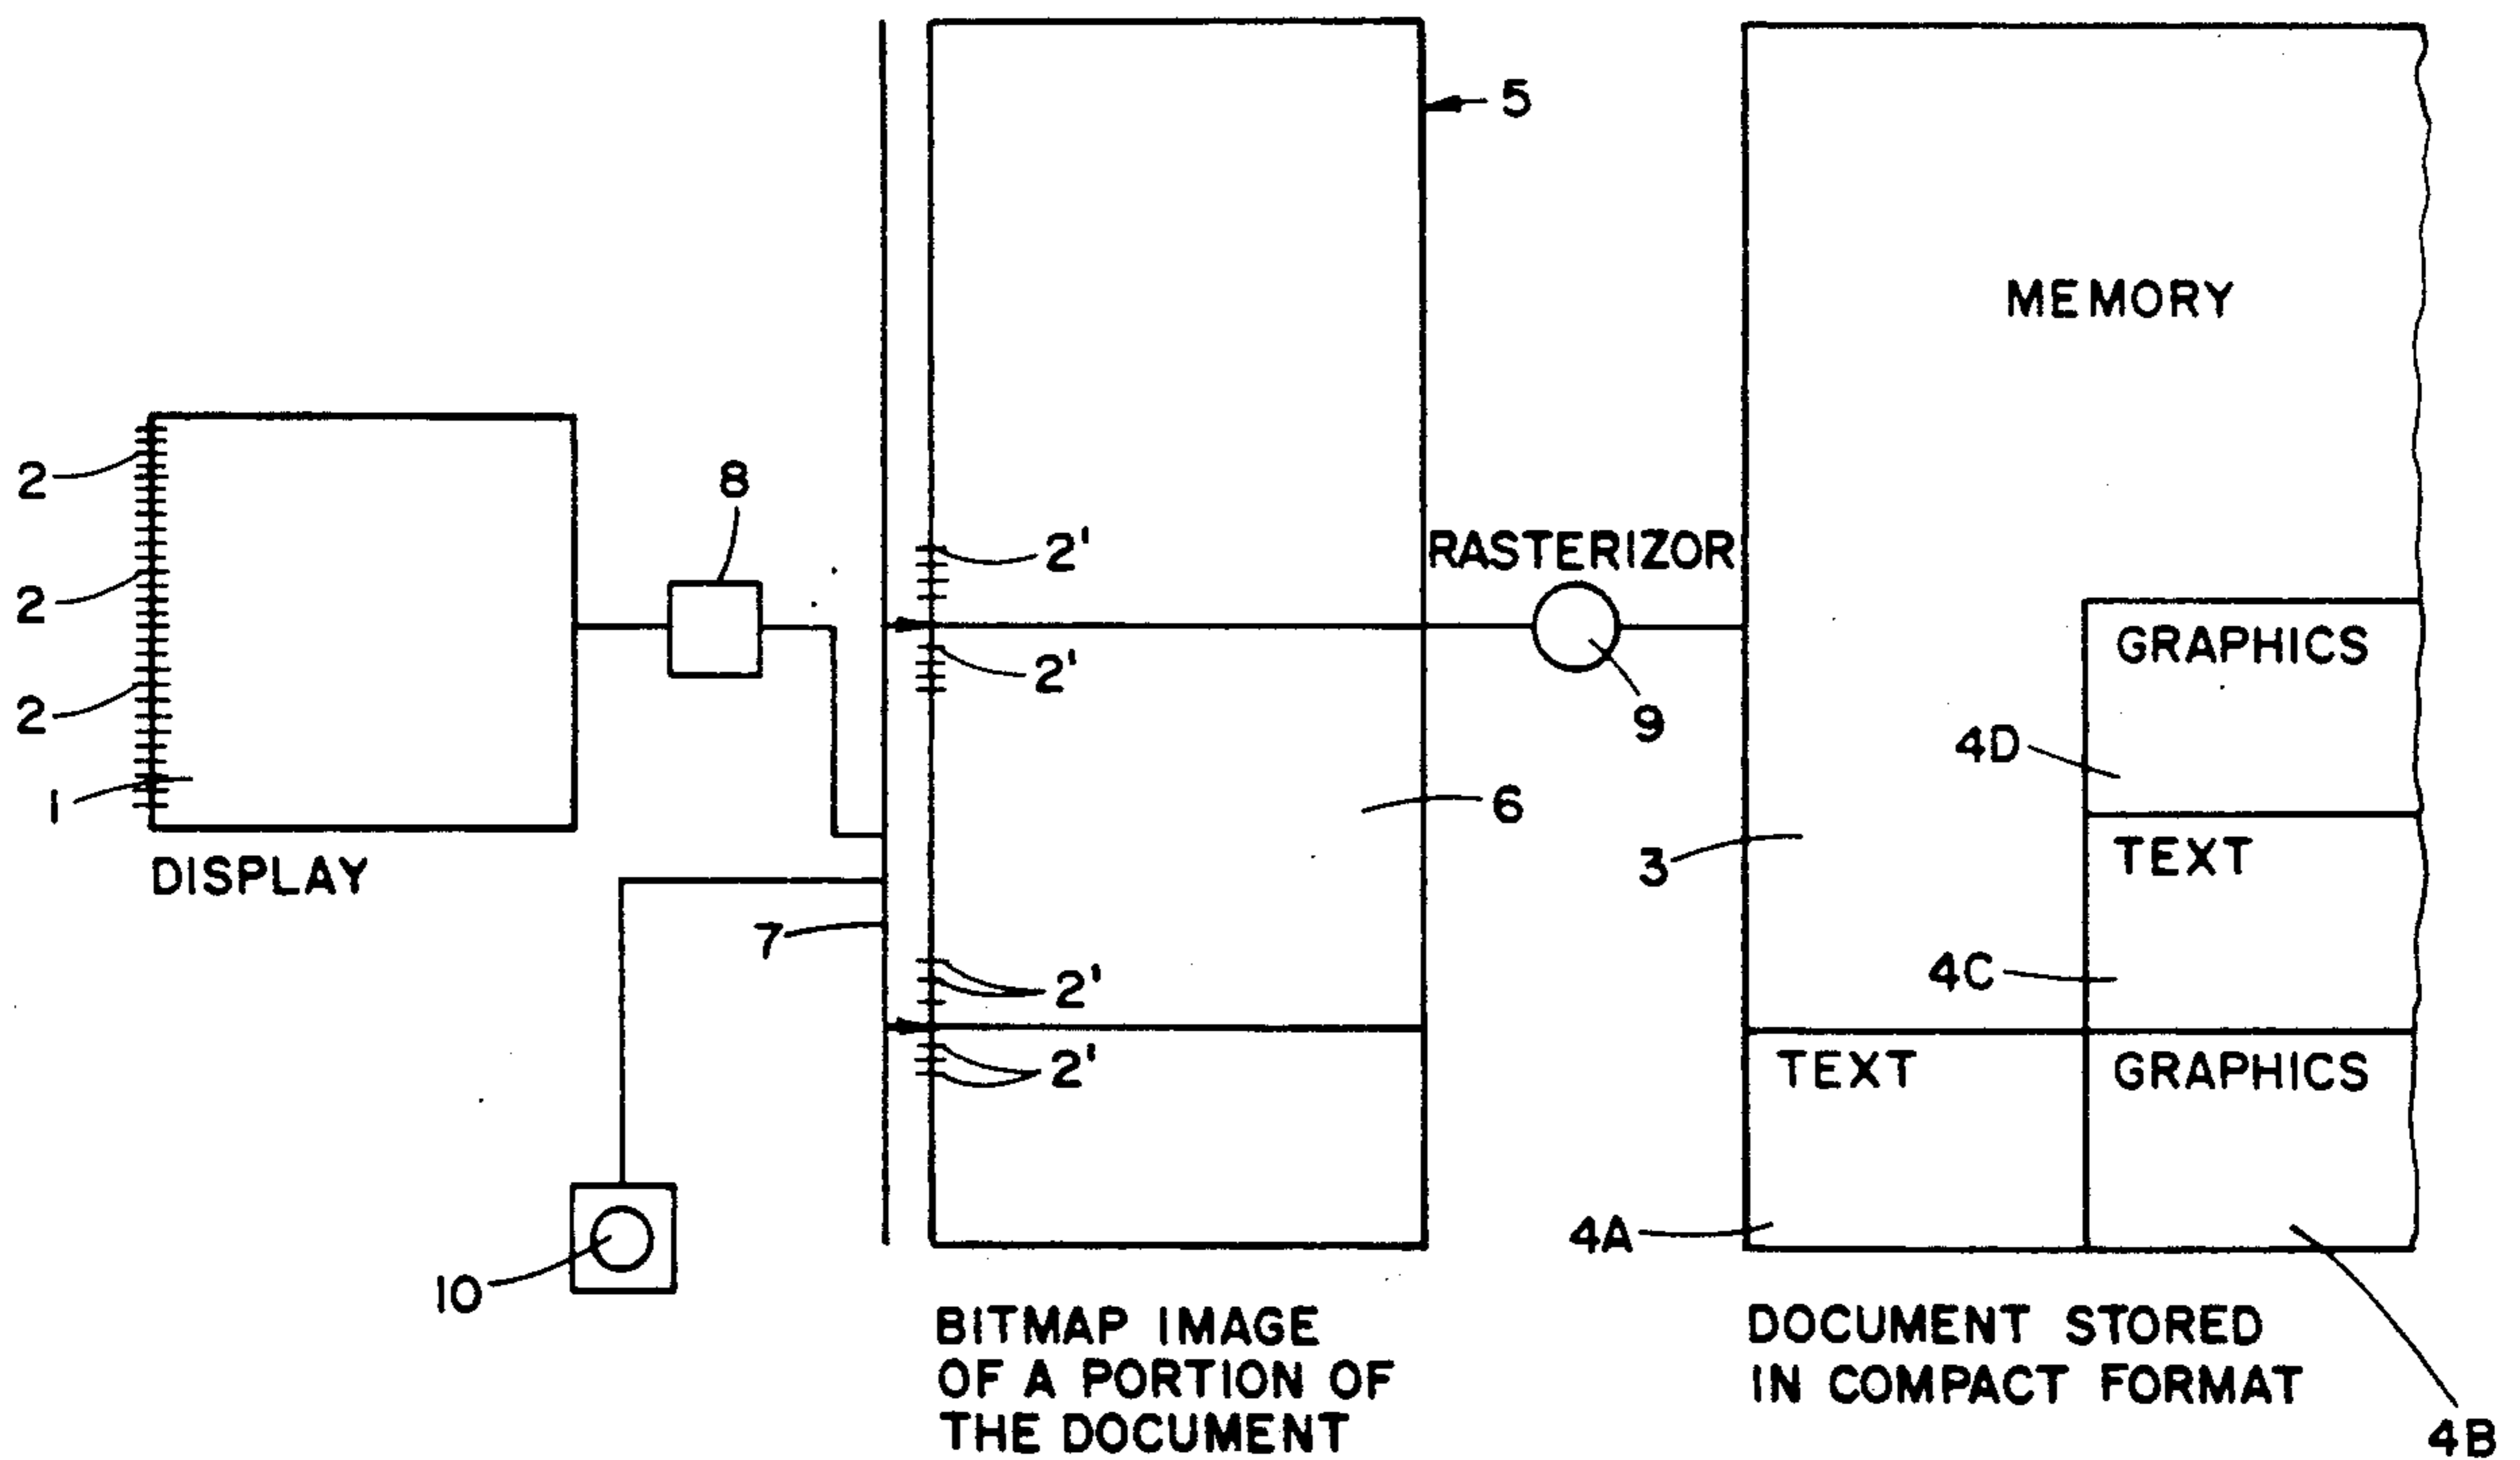 5
MEMORY
2
8
2'
RASTERIZOR
2
2'
9
GRAPHICS
4D
2
1
6
3
TEXT
DISPLAY
7
4C
2'
2'
TEXT
GRAPHICS
4A
10
BITMAP IMAGE
OF A PORTION OF
THE DOCUMENT
DOCUMENT STORED
IN COMPACT FORMAT
4B